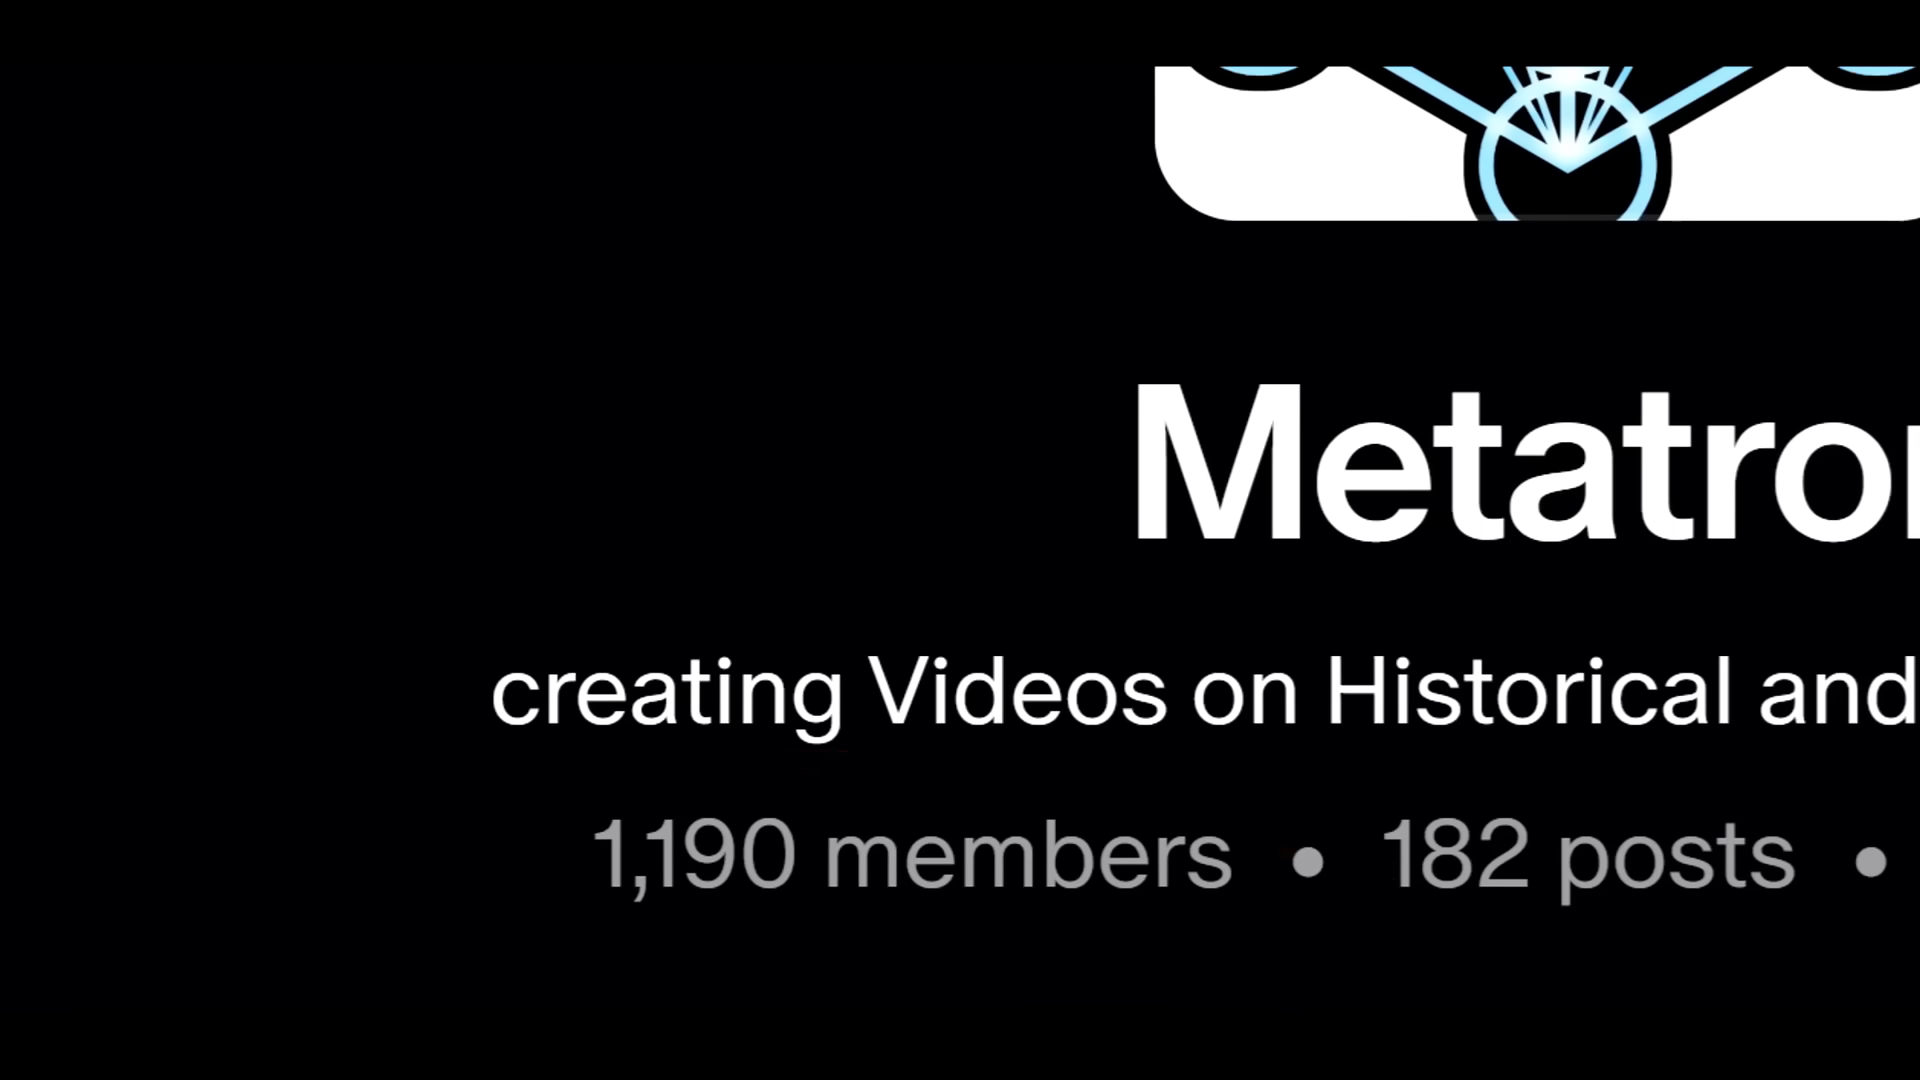 Metatron
creating Videos on Historical and
1,190 members • 182 posts •